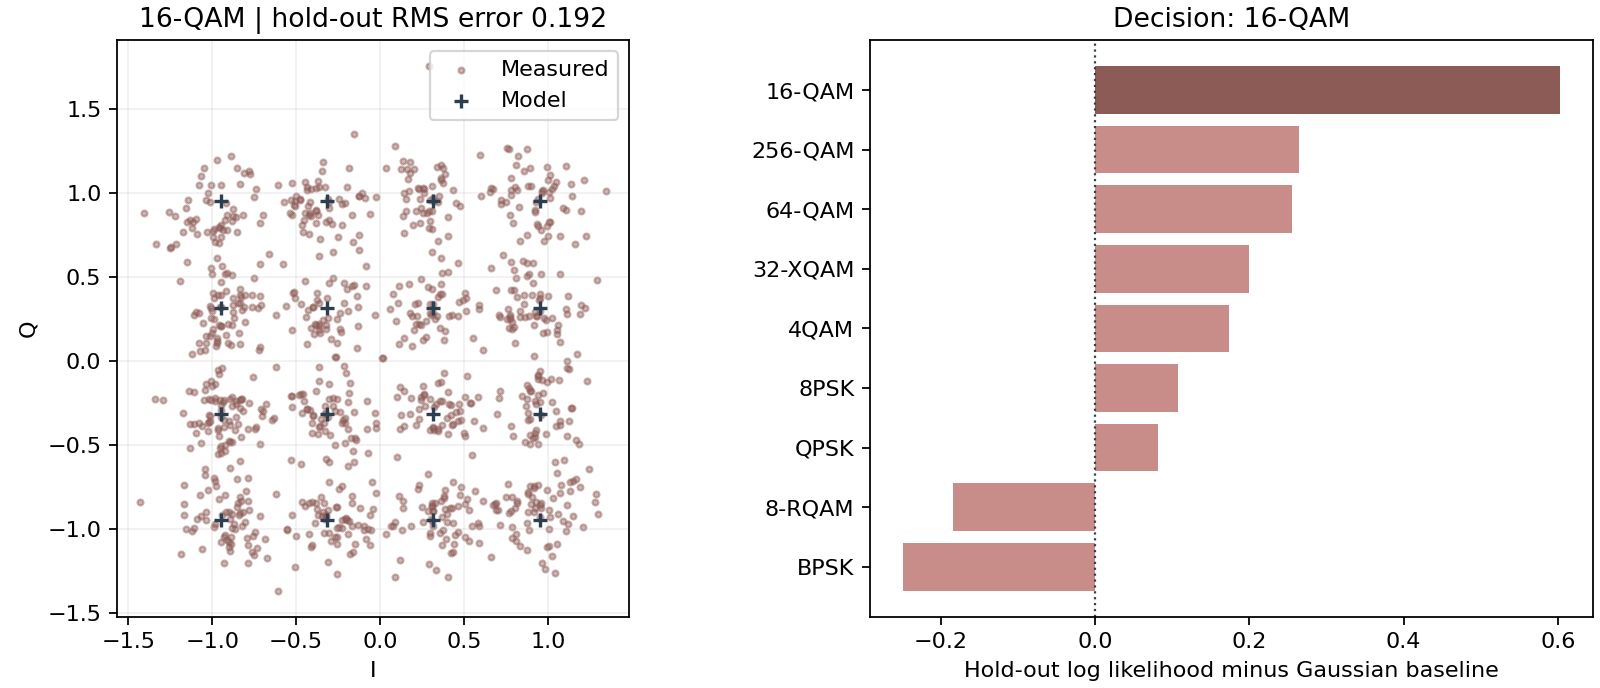 16-QAM | hold-out RMS error 0.192
Measured
Model
1.5
1.0
0.5
0.0
−0.5
−1.0
−1.5
Q
−1.5
−1.0
−0.5
0.0
0.5
1.0
I
Decision: 16-QAM
16-QAM
256-QAM
64-QAM
32-XQAM
4QAM
8PSK
QPSK
8-RQAM
BPSK
−0.2
0.0
0.2
0.4
0.6
Hold-out log likelihood minus Gaussian baseline